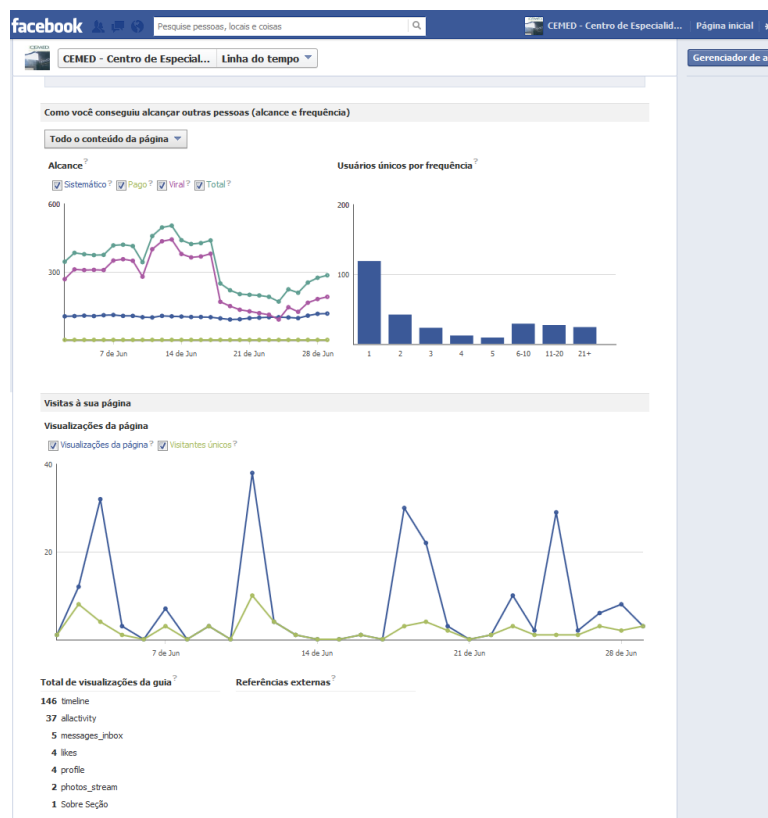 facebook
Pesquise pessoas, locais e coisas
CEMED - Centro de Especialid...
Página inicial
CEMED
CEMED - Centro de Especial...
Linha do tempo
Gerenciador de a
Como você conseguiu alcançar outras pessoas (alcance e frequência)
Todo o conteúdo da página
Alcance?
Sistemático? Pago? Viral? Total?
600
300
7 de Jun 14 de Jun 21 de Jun 28 de Jun
Usuários únicos por frequência?
200
100
1 2 3 4 5 6-10 11-20 21+
Visitas à sua página
Visualizações da página
Visualizações da página? Visitantes únicos?
40
20
7 de Jun 14 de Jun 21 de Jun 28 de Jun
Total de visualizações da guia?
146 timeline
37 allactivity
5 messages_inbox
4 likes
4 profile
2 photos_stream
1 Sobre Seção
Referências externas?